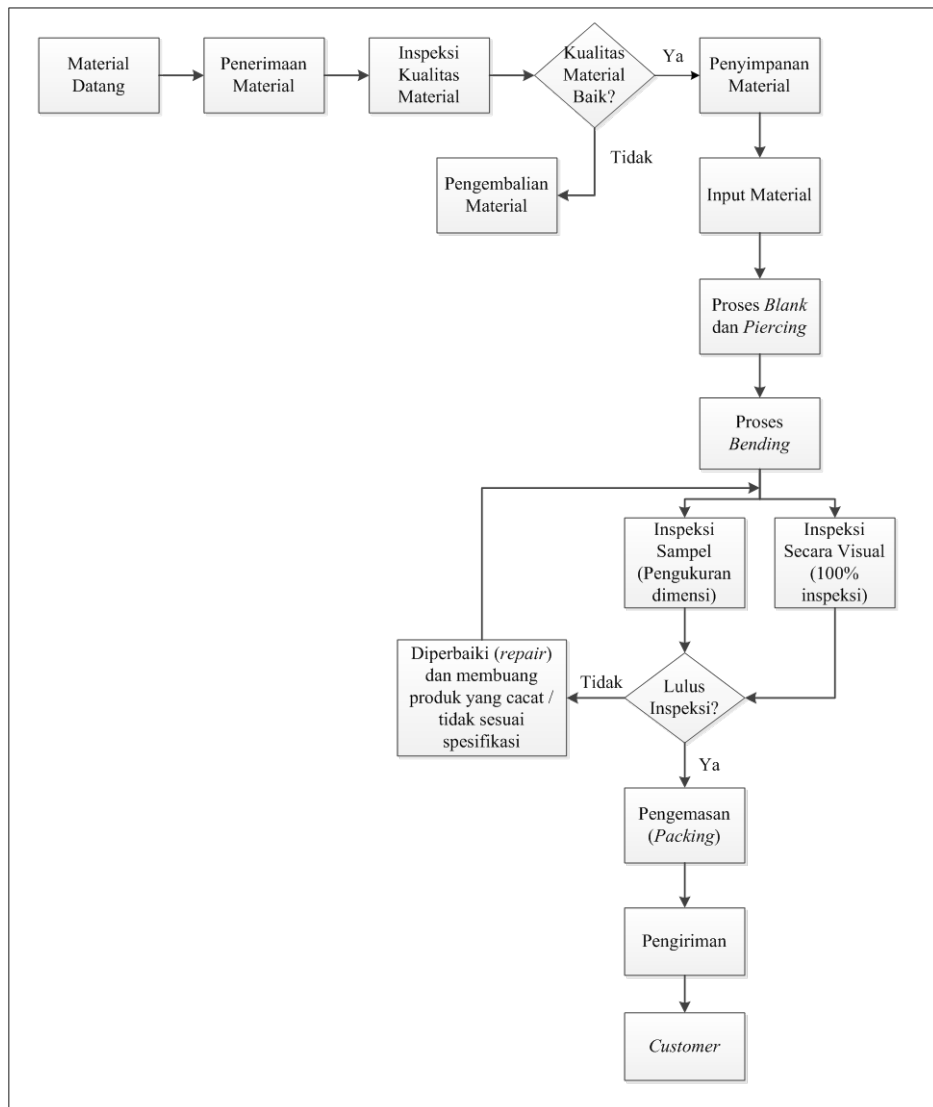 Material
Datang
Penerimaan
Material
Inspeksi
Kualitas
Material
Kualitas
Material
Baik?
Ya
Penyimpanan
Material
Tidak
Pengembalian
Material
Input Material
Proses Blank
dan Piercing
Proses
Bending
Inspeksi
Sampel
(Pengukuran
dimensi)
Inspeksi
Secara Visual
(100%
inspeksi)
Diperbaiki (repair)
dan membuang
produk yang cacat /
tidak sesuai
spesifikasi
Tidak
Lulus
Inspeksi?
Ya
Pengemasan
(Packing)
Pengiriman
Customer